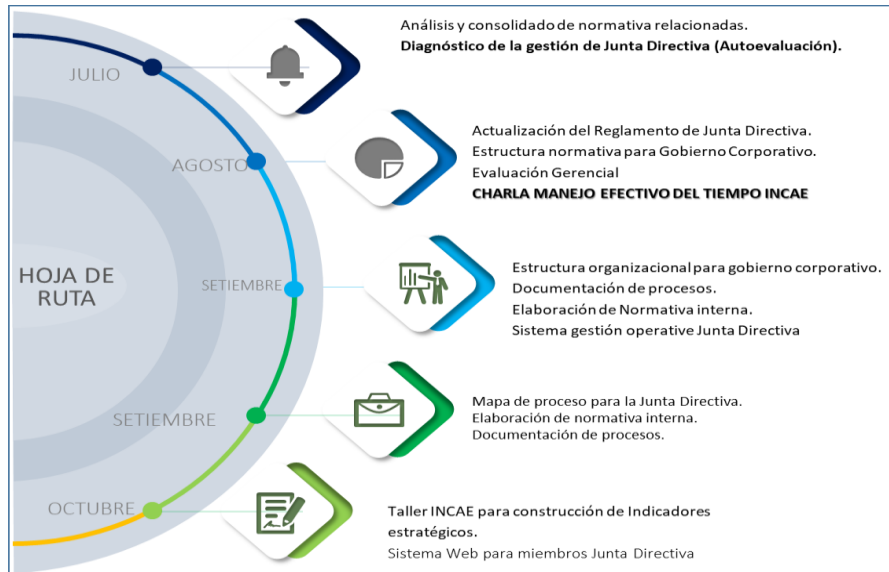 Análisis y consolidado de normativa relacionadas.
Diagnóstico de la gestión de Junta Directiva (Autoevaluación).
JULIO
Actualización del Reglamento de Junta Directiva.
Estructura normativa para Gobierno Corporativo.
Evaluación Gerencial
CHARLA MANEJO EFECTIVO DEL TIEMPO INCAE
AGOSTO
HOJA DE
RUTA
SETIEMBRE
Estructura organizacional para gobierno corporativo.
Documentación de procesos.
Elaboración de Normativa interna.
Sistema gestión operative Junta Directiva
SETIEMBRE
Mapa de proceso para la Junta Directiva.
Elaboración de normativa interna.
Documentación de procesos.
OCTUBRE
Taller INCAE para construcción de Indicadores
estratégicos.
Sistema Web para miembros Junta Directiva